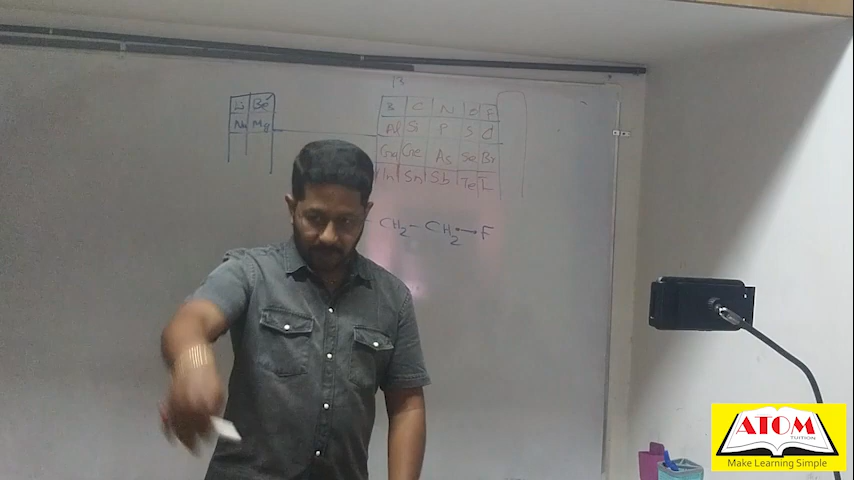 13
Li Be
Na Mg
B C N O F
Al Si P S Cl
Ga Ge As Se Br
In Sn Sb Te I
- CH2 - CH2 → F
ATOM
TUITION
Make Learning Simple